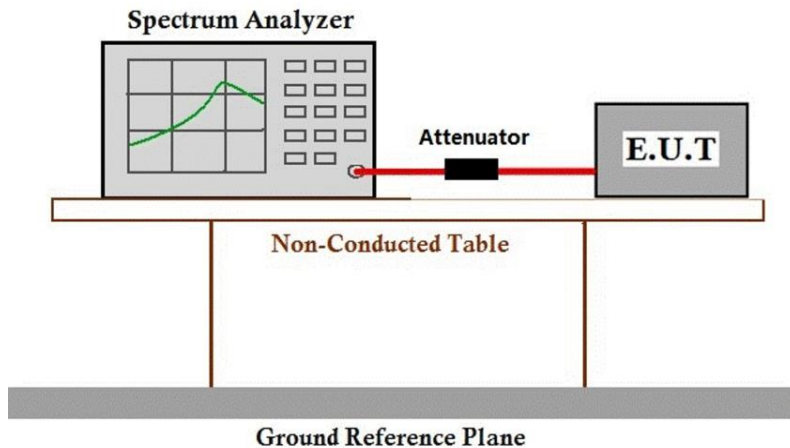 Spectrum Analyzer
Attenuator
E.U.T
Non-Conducted Table
Ground Reference Plane